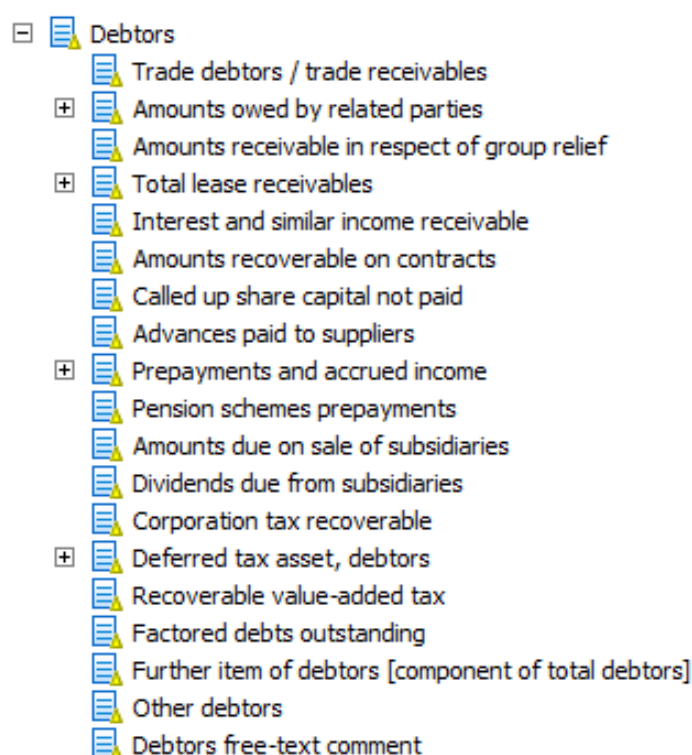 Debtors
Trade debtors / trade receivables
Amounts owed by related parties
Amounts receivable in respect of group relief
Total lease receivables
Interest and similar income receivable
Amounts recoverable on contracts
Called up share capital not paid
Advances paid to suppliers
Prepayments and accrued income
Pension schemes prepayments
Amounts due on sale of subsidiaries
Dividends due from subsidiaries
Corporation tax recoverable
Deferred tax asset, debtors
Recoverable value-added tax
Factored debts outstanding
Further item of debtors [component of total debtors]
Other debtors
Debtors free-text comment